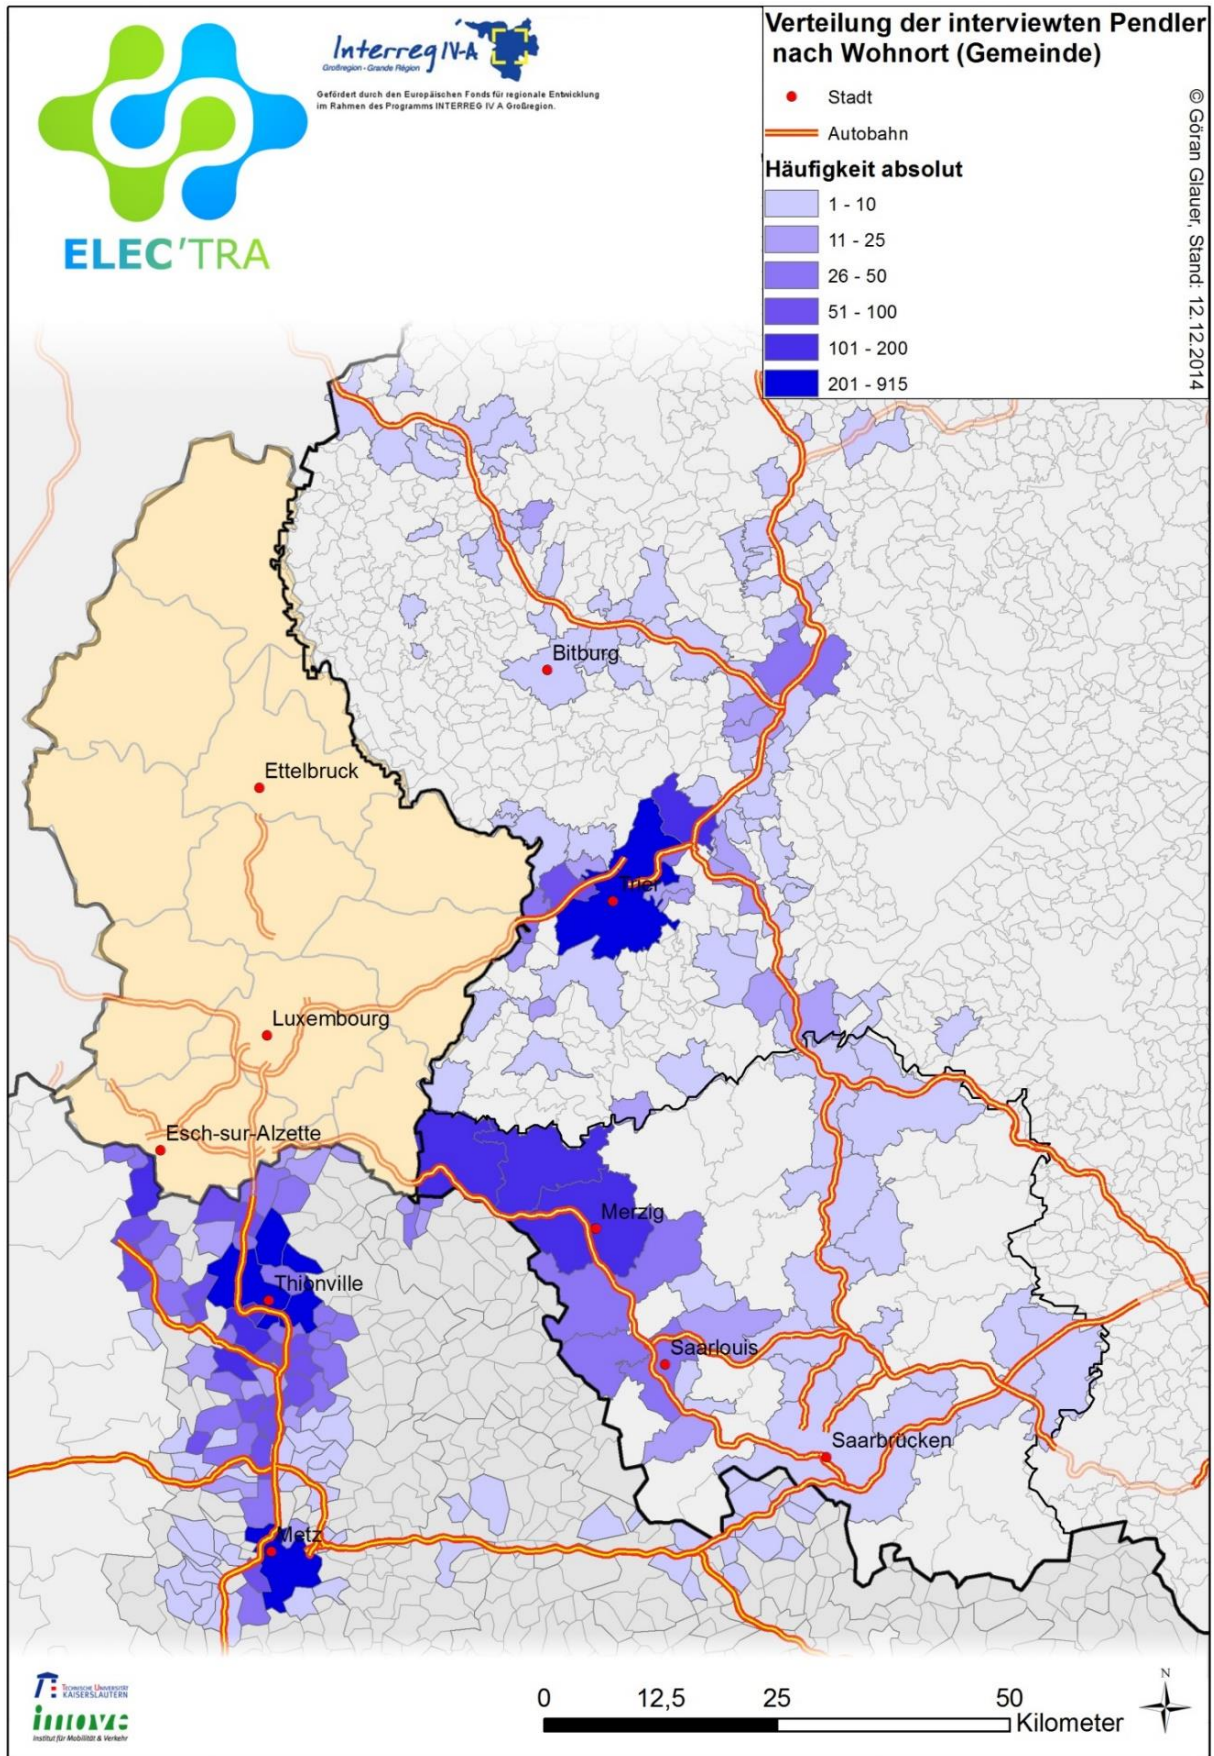 Interreg IV-A
Großregion - Grande Région
Gefördert durch den Europäischen Fonds für regionale Entwicklung
im Rahmen des Programms INTERREG IV A Großregion.
ELEC'TRA
Verteilung der interviewten Pendler
nach Wohnort (Gemeinde)
Stadt
Autobahn
Häufigkeit absolut
1 - 10
11 - 25
26 - 50
51 - 100
101 - 200
201 - 915
© Göran Glauer, Stand: 12.12.2014
Bitburg
Ettelbruck
Trier
Luxembourg
Esch-sur-Alzette
Merzig
Thionville
Saarlouis
Saarbrücken
Metz
TECHNISCHE UNIVERSITÄT
KAISERSLAUTERN
imove
Institut für Mobilität & Verkehr
0 12,5 25 50
Kilometer
N